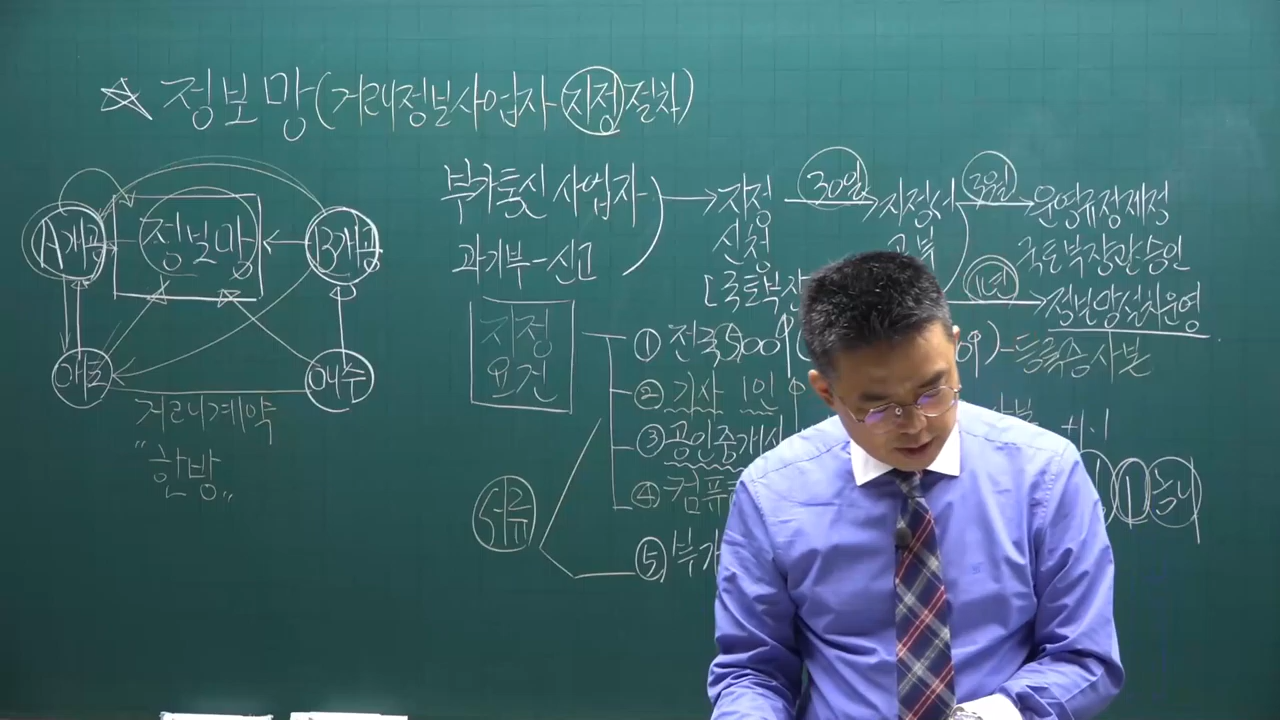 ☆ 정보망(거래정보사업자 지정절차)
A개공
정보망
B개공
매도
매수
거래계약
"한방"
부가통신사업자
과기부-신고
지정
신청
30일
지정서
3월
운영규정제정
국토부장관승인
1년
정보망설치운영
지정
요건
① 전국 500
등록증사본
② 기사 1인
③ 공인중개사
④ 컴퓨
⑤ 부가
서류